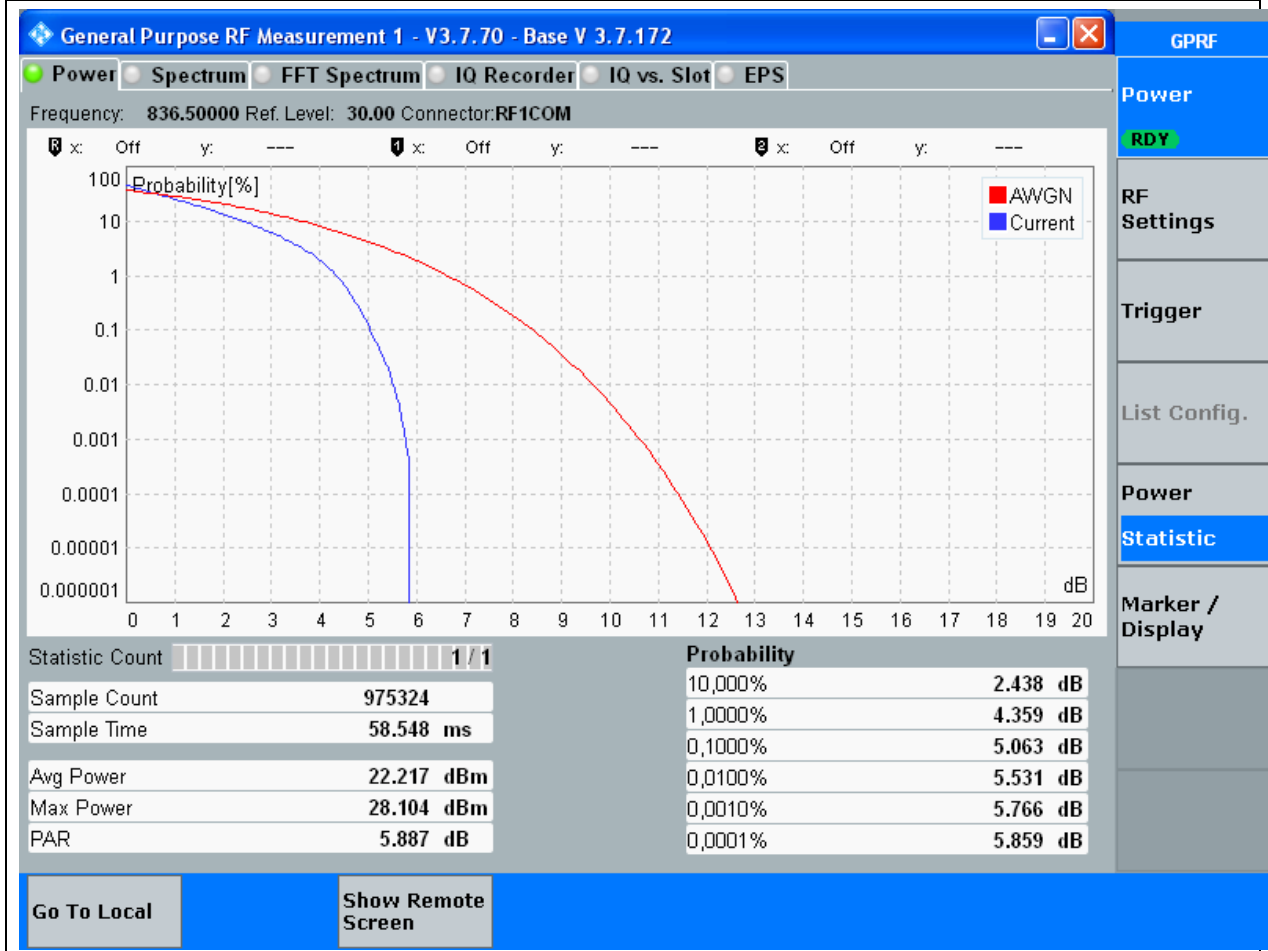 General Purpose RF Measurement 1 - V3.7.70 - Base V 3.7.172
GPRF
Power Spectrum FFT Spectrum IQ Recorder IQ vs. Slot EPS
Frequency: 836.50000 Ref. Level: 30.00 Connector:RF1COM
R x: Off y: --- 1 x: Off y: --- 2 x: Off y: ---
Probability[%]
100
10
1
0.1
0.01
0.001
0.0001
0.00001
0.000001
AWGN
Current
dB
0 1 2 3 4 5 6 7 8 9 10 11 12 13 14 15 16 17 18 19 20
Statistic Count 1 / 1
Sample Count 975324
Sample Time 58.548 ms
Avg Power 22.217 dBm
Max Power 28.104 dBm
PAR 5.887 dB
Probability
10,000% 2.438 dB
1,0000% 4.359 dB
0,1000% 5.063 dB
0,0100% 5.531 dB
0,0010% 5.766 dB
0,0001% 5.859 dB
Power
RDY
RF
Settings
Trigger
List Config.
Power
Statistic
Marker /
Display
Go To Local
Show Remote
Screen